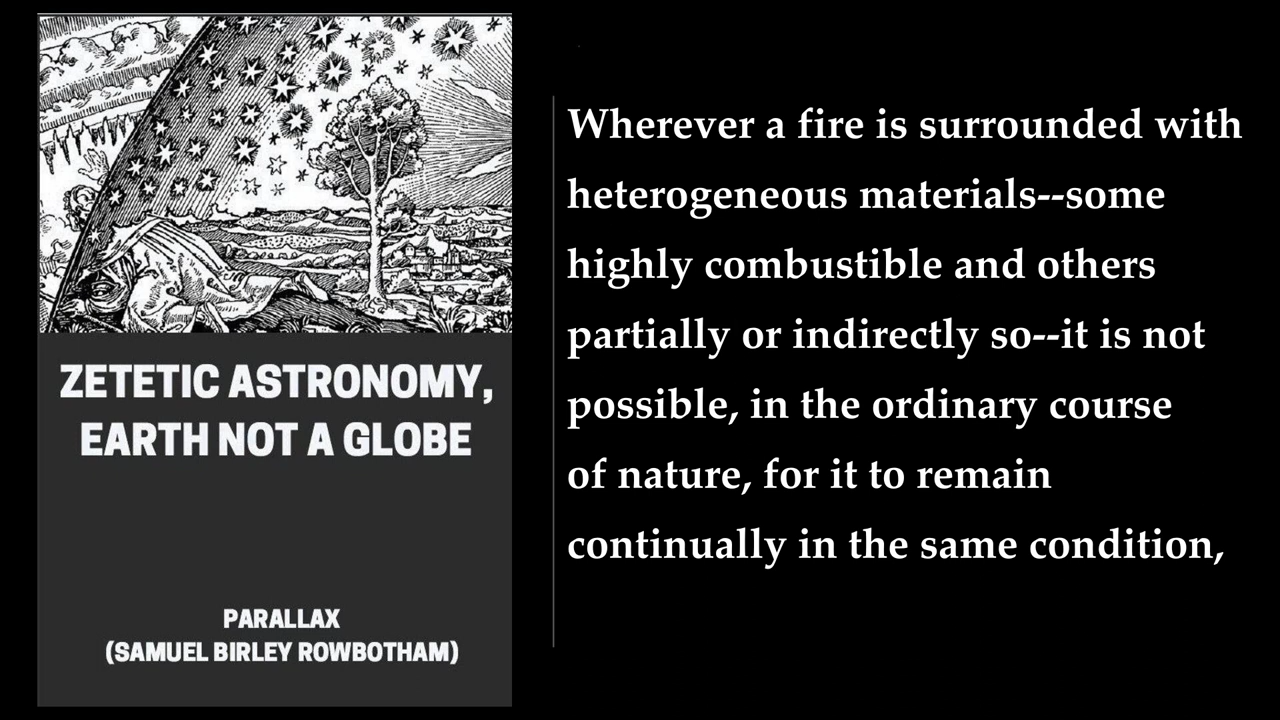 ZETETIC ASTRONOMY,
EARTH NOT A GLOBE
PARALLAX
(SAMUEL BIRLEY ROWBOTHAM)
Wherever a fire is surrounded with
heterogeneous materials--some
highly combustible and others
partially or indirectly so--it is not
possible, in the ordinary course
of nature, for it to remain
continually in the same condition,